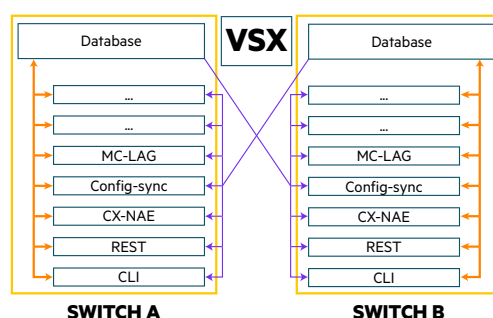 VSX
Database
...
...
MC-LAG
Config-sync
CX-NAE
REST
CLI
SWITCH A
Database
...
...
MC-LAG
Config-sync
CX-NAE
REST
CLI
SWITCH B